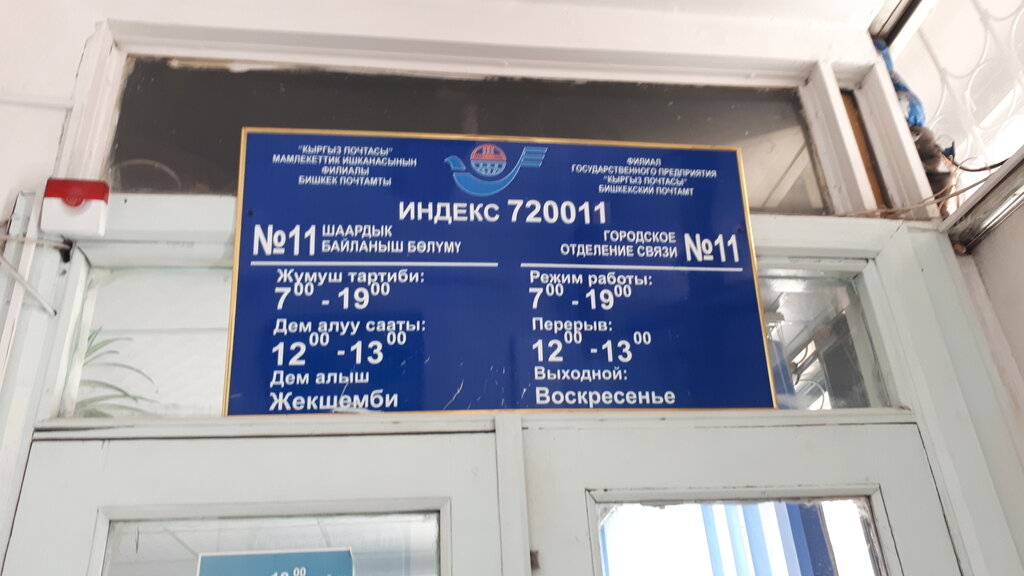 "КЫРГЫЗ ПОЧТАСЫ"
МАМЛЕКЕТТИК ИШКАНАСЫНЫН
ФИЛИАЛЫ
БИШКЕК ПОЧТАМТЫ
ФИЛИАЛ
ГОСУДАРСТВЕННОГО ПРЕДПРИЯТИЯ
"КЫРГЫЗ ПОЧТАСЫ"
БИШКЕКСКИЙ ПОЧТАМТ
ИНДЕКС 720011
№11 ШААРДЫК
БАЙЛАНЫШ БӨЛҮМҮ
ГОРОДСКОЕ
ОТДЕЛЕНИЕ СВЯЗИ №11
Жумуш тартиби:
7⁰⁰ - 19⁰⁰
Дем алуу сааты:
12⁰⁰ - 13⁰⁰
Дем алыш
Жекшемби
Режим работы:
7⁰⁰ - 19⁰⁰
Перерыв:
12⁰⁰ - 13⁰⁰
Выходной:
Воскресенье